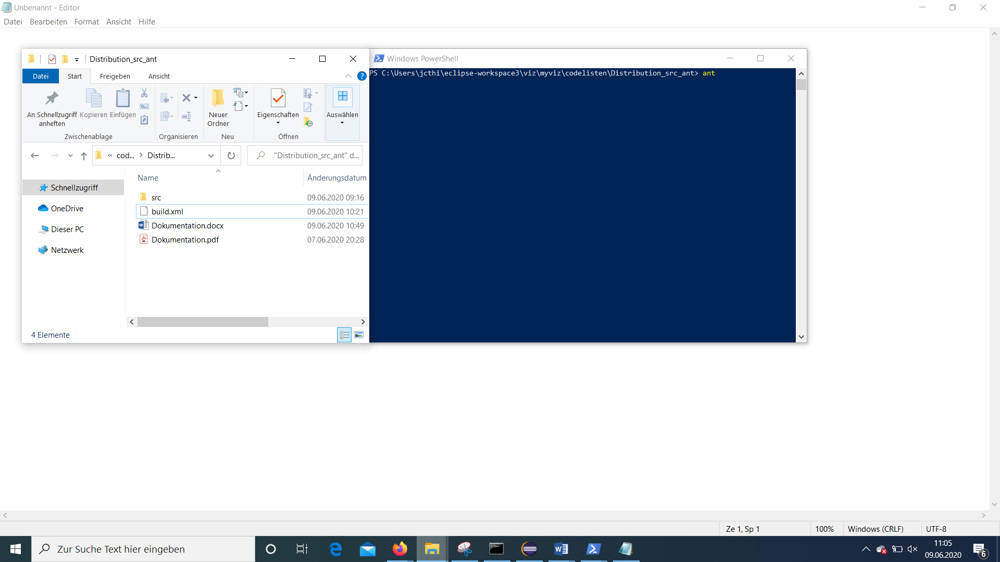 Unbenannt - Editor
Datei Bearbeiten Format Ansicht Hilfe
Distribution_src_ant
Datei Start Freigeben Ansicht
An Schnellzugriff anheften
Kopieren
Einfügen
Zwischenablage
Organisieren
Neuer Ordner
Neu
Eigenschaften
Öffnen
Auswählen
« cod... > Distrib...
"Distribution_src_ant" d...
Schnellzugriff
OneDrive
Dieser PC
Netzwerk
Name Änderungsdatum
src 09.06.2020 09:16
build.xml 09.06.2020 10:21
Dokumentation.docx 09.06.2020 10:49
Dokumentation.pdf 07.06.2020 20:28
4 Elemente
Windows PowerShell
PS C:\Users\jcthi\eclipse-workspace3\viz\myviz\codelisten\Distribution_src_ant> ant
Ze 1, Sp 1 100% Windows (CRLF) UTF-8
Zur Suche Text hier eingeben
11:05
09.06.2020
6